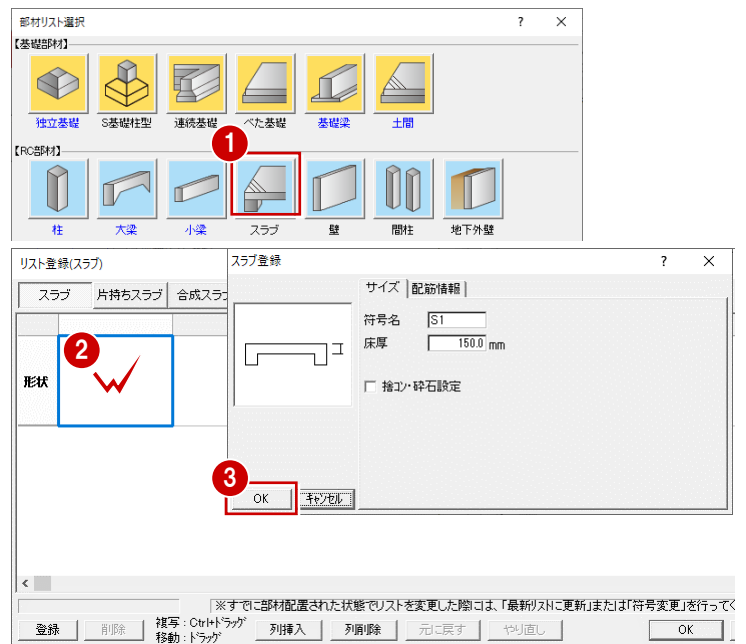 部材リスト選択 ? ×
【基礎部材】
独立基礎 S基礎柱型 連続基礎 べた基礎 基礎梁 土間
1
【RC部材】
柱 大梁 小梁 スラブ 壁 間柱 地下外壁
リスト登録(スラブ)
スラブ 片持ちスラブ 合成スラブ
2
形状
スラブ登録 ? ×
サイズ 配筋情報
符号名 S1
床厚 150.0 mm
捨コン・砕石設定
3
OK キャンセル
<
※すでに部材配置された状態でリストを変更した際には、「最新リストに更新」または「符号変更」を行って
登録 削除 複写:Ctrl+ドラッグ
移動:ドラッグ 列挿入 列削除 元に戻す やり直し OK